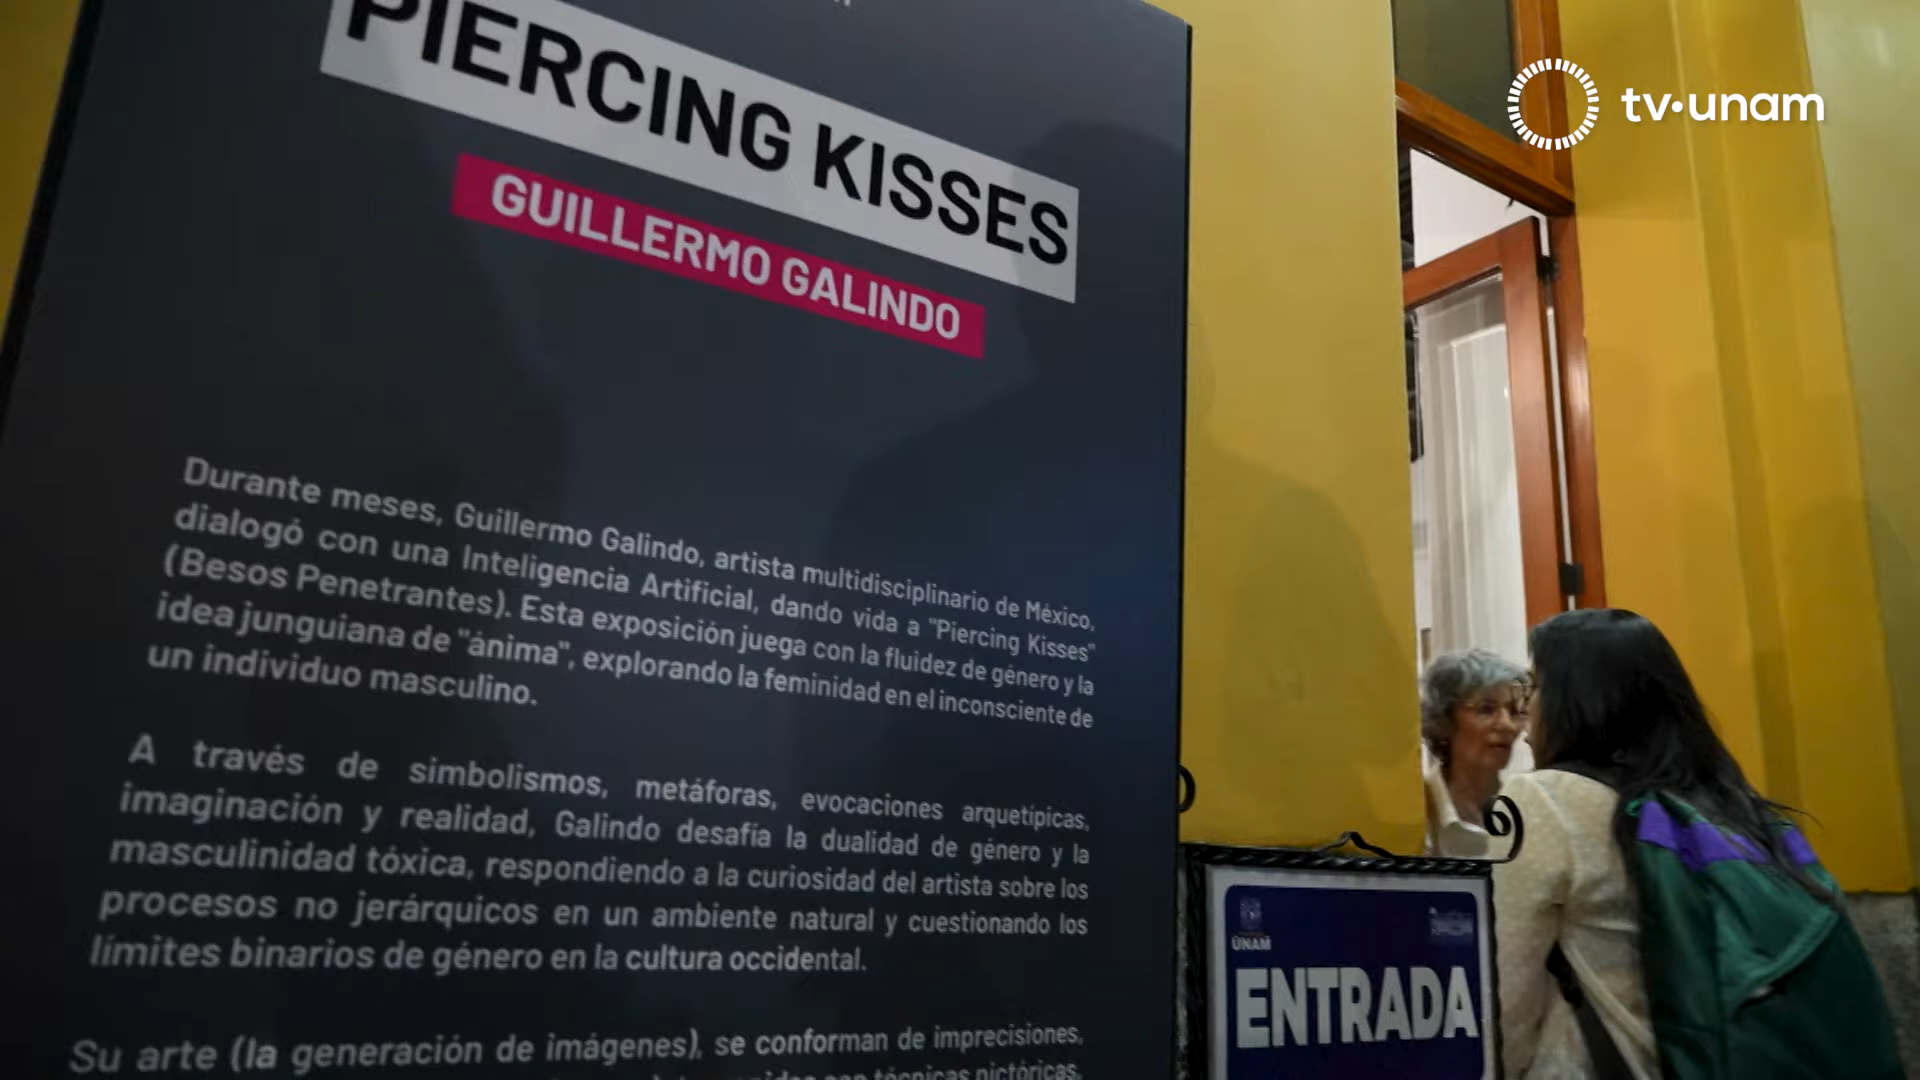 PIERCING KISSES
GUILLERMO GALINDO
Durante meses, Guillermo Galindo, artista multidisciplinario de México,
dialogó con una Inteligencia Artificial, dando vida a "Piercing Kisses"
(Besos Penetrantes). Esta exposición juega con la fluidez de género y la
idea junguiana de "ánima", explorando la feminidad en el inconsciente de
un individuo masculino.
A través de simbolismos, metáforas, evocaciones arquetípicas,
imaginación y realidad, Galindo desafía la dualidad de género y la
masculinidad tóxica, respondiendo a la curiosidad del artista sobre los
procesos no jerárquicos en un ambiente natural y cuestionando los
límites binarios de género en la cultura occidental.
Su arte (la generación de imágenes), se conforman de imprecisiones,
con técnicas pictóricas,
tv·unam
UNAM
ENTRADA